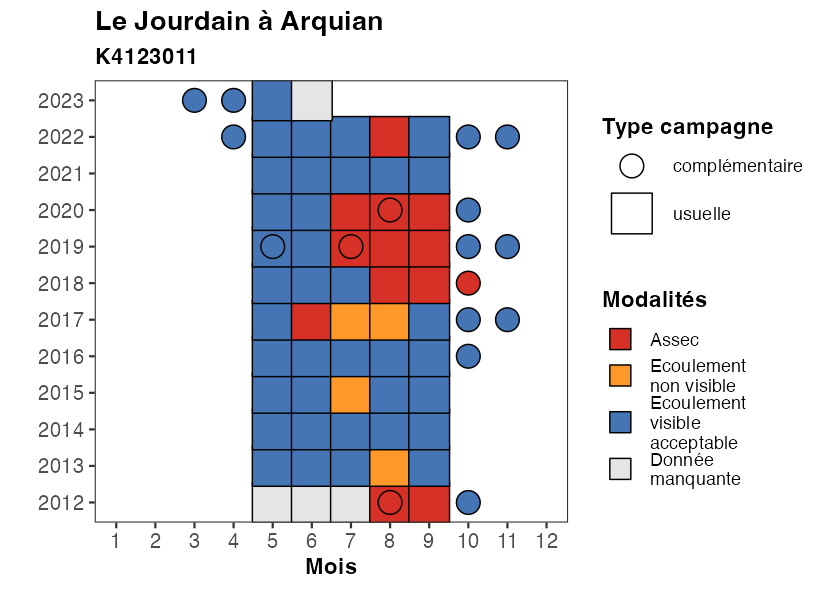 Le Jourdain à Arquian
K4123011
2023
2022
2021
2020
2019
2018
2017
2016
2015
2014
2013
2012
1 2 3 4 5 6 7 8 9 10 11 12
Mois
Type campagne
complémentaire
usuelle
Modalités
Assec
Ecoulement
non visible
Ecoulement
visible
acceptable
Donnée
manquante